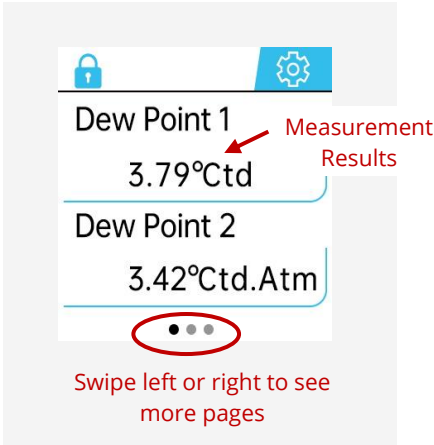 Dew Point 1
Measurement
Results
3.79°Ctd
Dew Point 2
3.42°Ctd.Atm
Swipe left or right to see
more pages